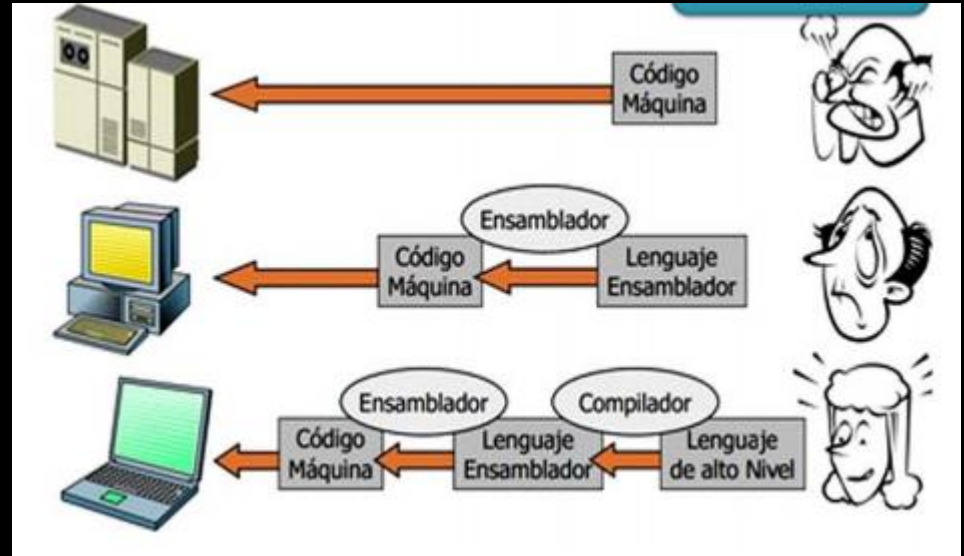 Código
Máquina
Ensamblador
Código
Máquina
Lenguaje
Ensamblador
Ensamblador
Compilador
Código
Máquina
Lenguaje
Ensamblador
Lenguaje
de alto Nivel